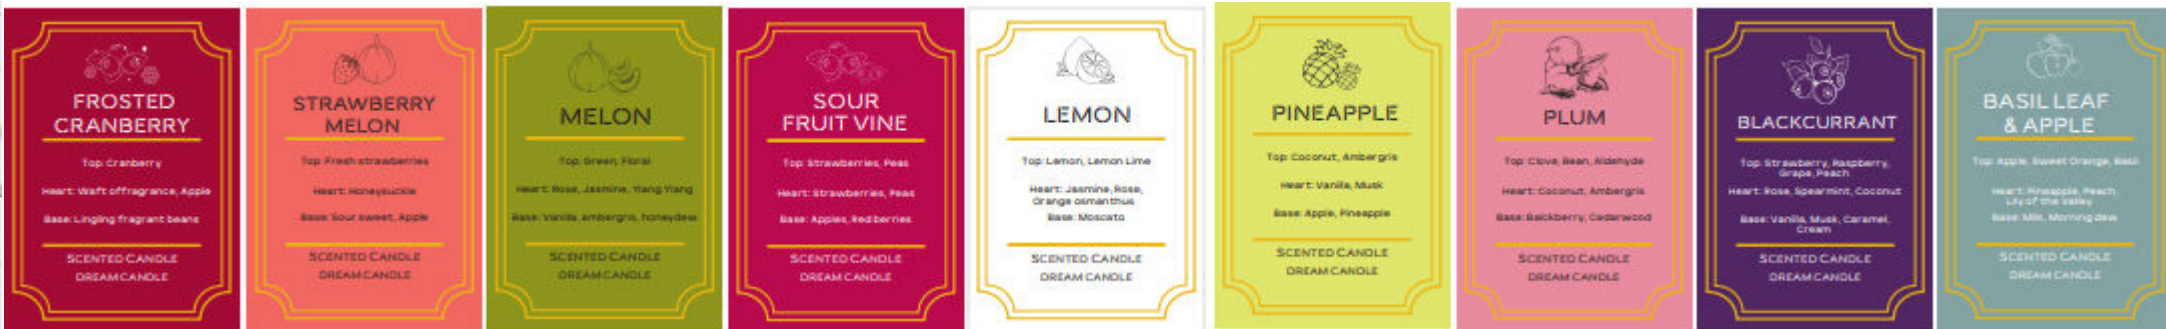 FROSTED
CRANBERRY
Top: Cranberry
Heart: Waft offragrance, Apple
Base: Lingling fragrant beans
SCENTED CANDLE
DREAM CANDLE
STRAWBERRY
MELON
Top: Fresh strawberries
Heart: Honeysuckle
Base: Sour sweet, Apple
SCENTED CANDLE
DREAM CANDLE
MELON
Top: Green, Floral
Heart: Rose, Jasmine, Ylang Ylang
Base: Vanilla, ambergris, honeydew
SCENTED CANDLE
DREAM CANDLE
SOUR
FRUIT VINE
Top: Strawberries, Peas
Heart: Strawberries, Peas
Base: Apples, Red berries
SCENTED CANDLE
DREAM CANDLE
LEMON
Top: Lemon, Lemon Lime
Heart: Jasmine, Rose,
Orange osmanthus
Base: Moscato
SCENTED CANDLE
DREAM CANDLE
PINEAPPLE
Top: Coconut, Ambergris
Heart: Vanilla, Musk
Base: Apple, Pineapple
SCENTED CANDLE
DREAM CANDLE
PLUM
Top: Clove, Bean, Aldehyde
Heart: Coconut, Ambergris
Base: Balckberry, Cedarwood
SCENTED CANDLE
DREAM CANDLE
BLACKCURRANT
Top: Strawberry, Raspberry,
Grape, Peach
Heart: Rose, Spearmint, Coconut
Base: Vanilla, Musk, Caramel,
Cream
SCENTED CANDLE
DREAM CANDLE
BASIL LEAF
& APPLE
Top: Apple, Sweet Orange, Basil
Heart: Pineapple, Peach,
Lily of the Valley
Base: Milk, Morning dew
SCENTED CANDLE
DREAM CANDLE